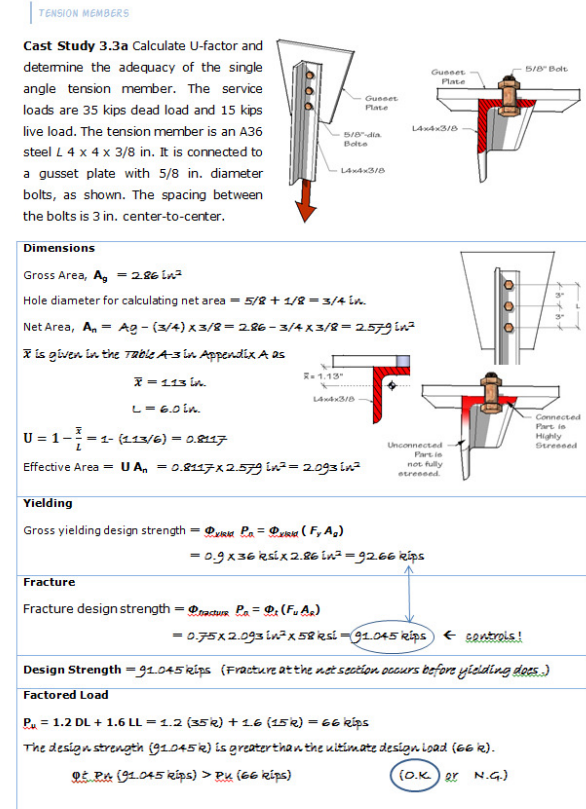 TENSION MEMBERS
Cast Study 3.3a Calculate U-factor and
determine the adequacy of the single
angle tension member. The service
loads are 35 kips dead load and 15 kips
live load. The tension member is an A36
steel L 4 x 4 x 3/8 in. It is connected to
a gusset plate with 5/8 in. diameter
bolts, as shown. The spacing between
the bolts is 3 in. center-to-center.
Gusset
Plate
5/8"-dia.
Bolts
L4x4x3/8
Gusset
Plate
5/8" Bolt
L4x4x3/8
Dimensions
Gross Area, Ag = 2.86 in²
Hole diameter for calculating net area = 5/8 + 1/8 = 3/4 in.
Net Area, An = Ag – (3/4) x 3/8 = 2.86 – 3/4 x 3/8 = 2.579 in²
x̅ is given in the Table A-3 in Appendix A as
x̅ = 1.13 in.
L = 6.0 in.
U = 1 – x̅/L = 1- (1.13/6) = 0.8117
Effective Area = U An = 0.8117 x 2.579 in² = 2.093 in²
3"
3"
L
x̅= 1.13"
L4x4x3/8
Unconnected
Part is
not fully
stressed.
Connected
Part is
Highly
Stressed
Yielding
Gross yielding design strength = Φyield Pn = Φyield ( Fy Ag)
= 0.9 x 36 ksi x 2.86 in² = 92.66 kips
Fracture
Fracture design strength = Φfracture Pn = Φt (Fu Ae)
= 0.75 x 2.093 in² x 58 ksi = 91.045 kips ← controls!
Design Strength = 91.045 kips (Fracture at the net section occurs before yielding does.)
Factored Load
Pu = 1.2 DL + 1.6 LL = 1.2 (35 k) + 1.6 (15 k) = 66 kips
The design strength (91.045 k) is greater than the ultimate design load (66 k).
φt Pn (91.045 kips) > Pu (66 kips) (O.K. or N.G.)